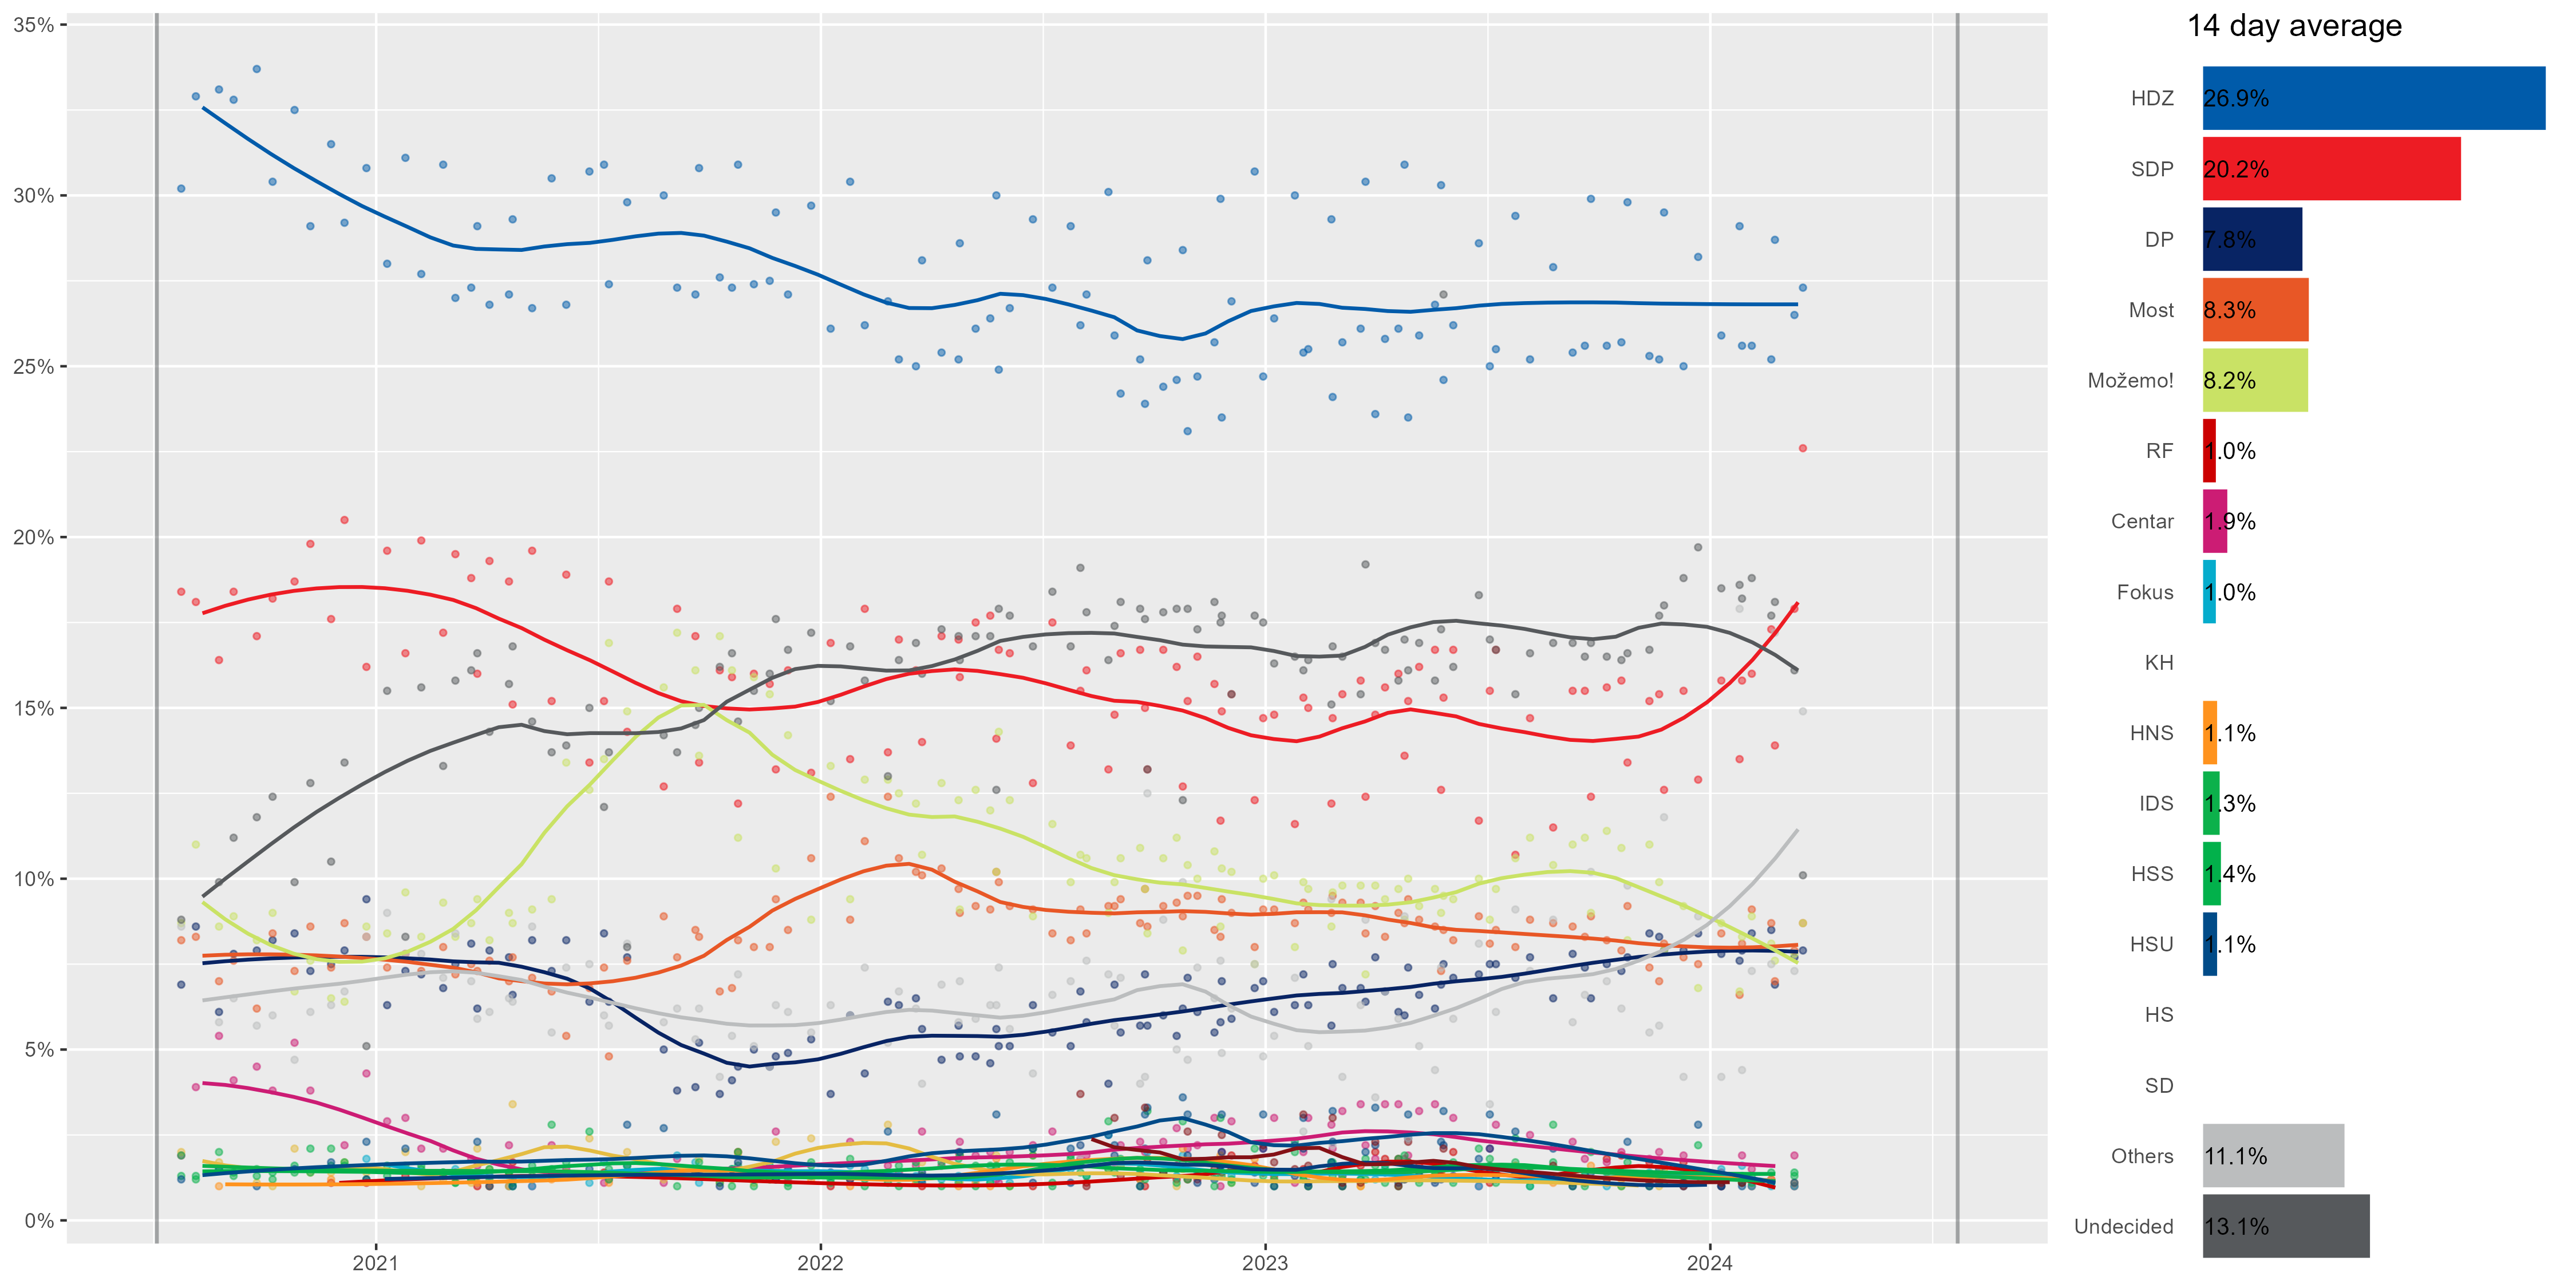 35%
30%
25%
20%
15%
10%
5%
0%
2021
2022
2023
2024
14 day average
HDZ 26.9%
SDP 20.2%
DP 7.8%
Most 8.3%
Možemo! 8.2%
RF 1.0%
Centar 1.9%
Fokus 1.0%
KH
HNS 1.1%
IDS 1.3%
HSS 1.4%
HSU 1.1%
HS
SD
Others 11.1%
Undecided 13.1%